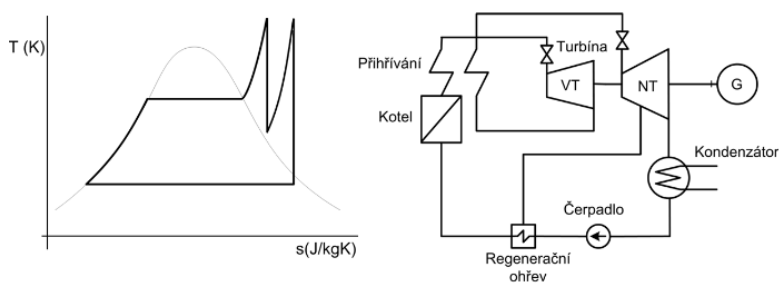 T (K)
s(J/kgK)
Přihřívání
Turbína
VT
NT
G
Kotel
Kondenzátor
Čerpadlo
Regenerační
ohřev